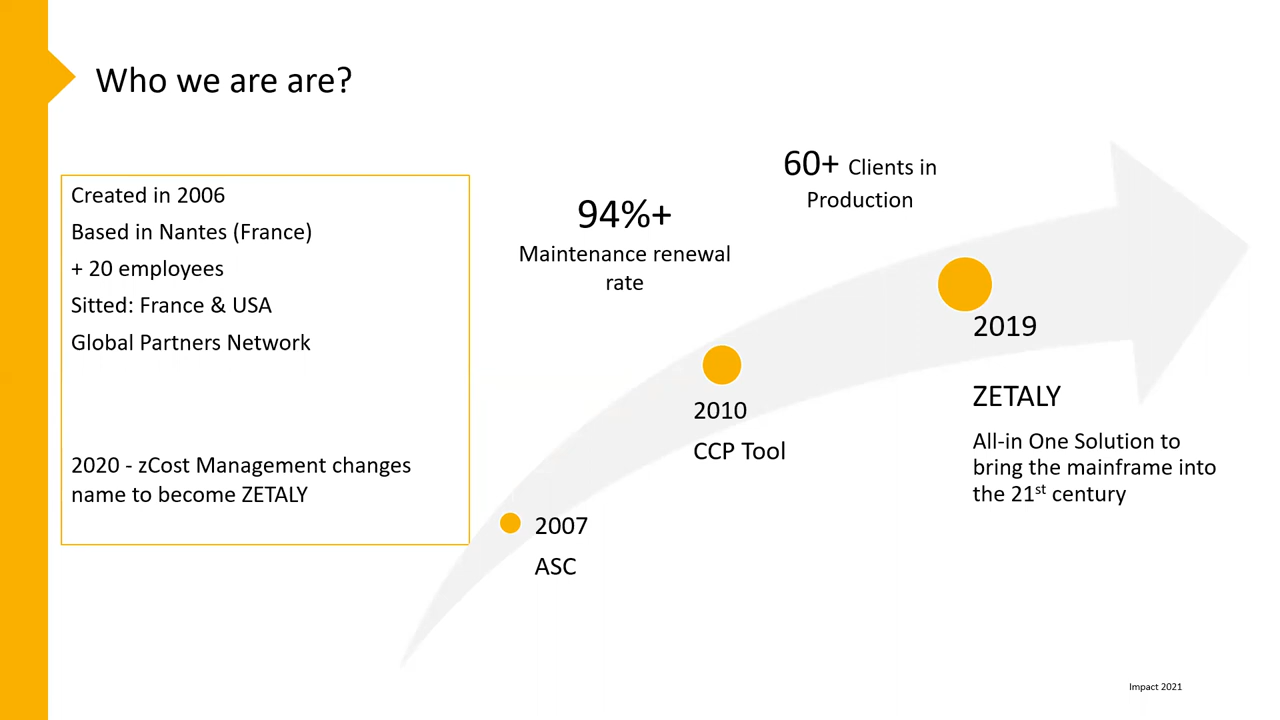 Who we are are?
Created in 2006
Based in Nantes (France)
+ 20 employees
Sitted: France & USA
Global Partners Network
2020 - zCost Management changes
name to become ZETALY
94%+
Maintenance renewal
rate
60+ Clients in
Production
2007
ASC
2010
CCP Tool
2019
ZETALY
All-in One Solution to
bring the mainframe into
the 21st century
Impact 2021